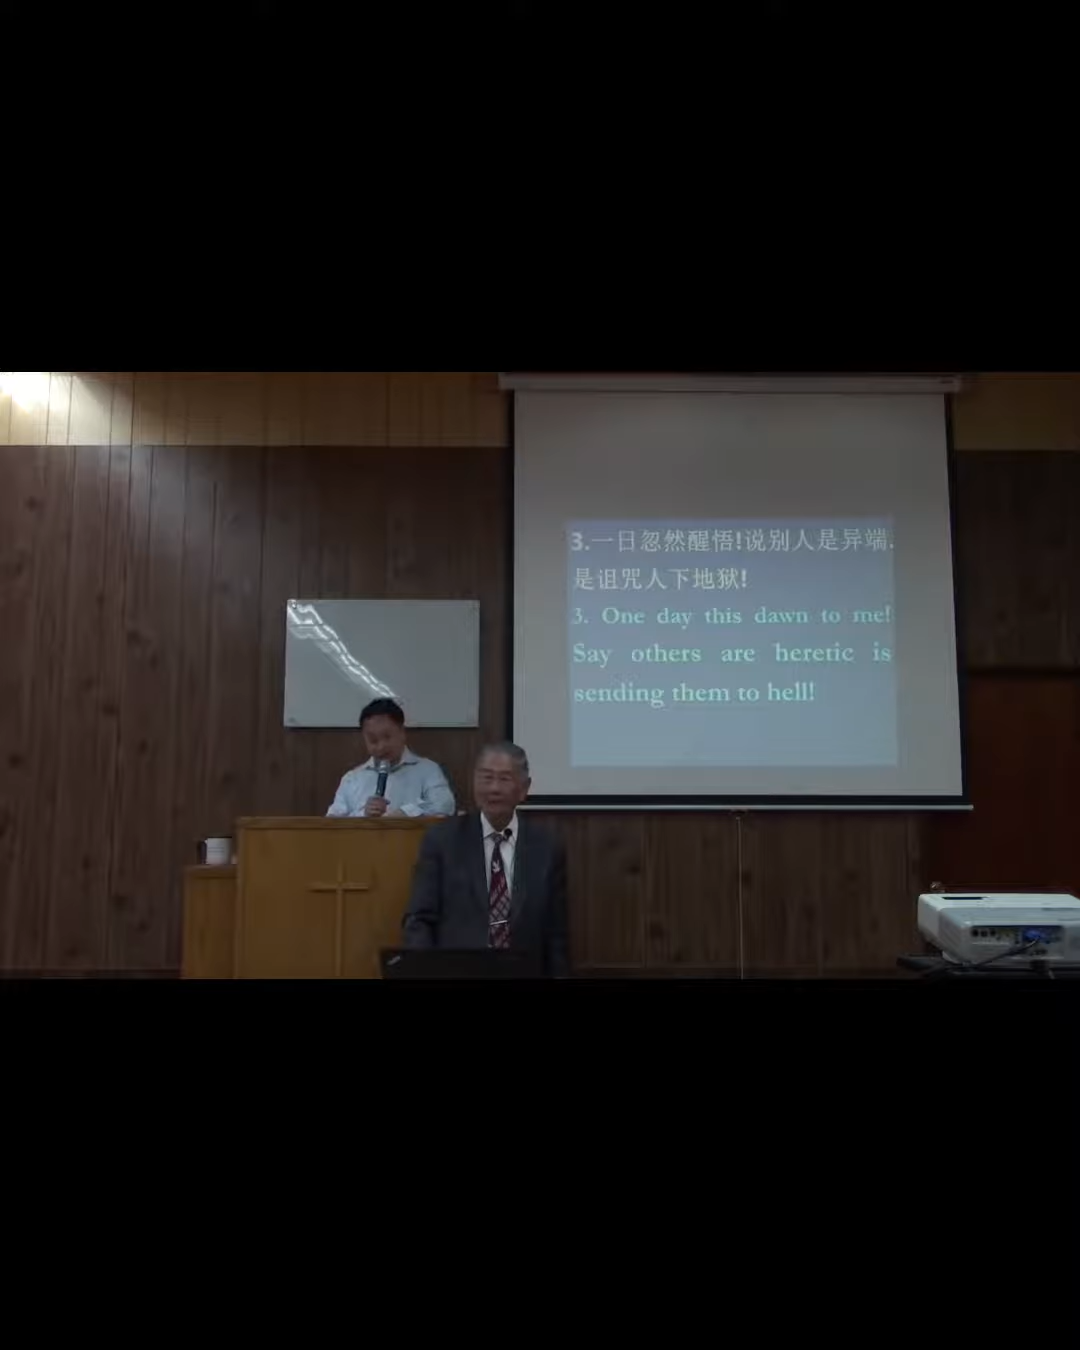 3.一日忽然醒悟!说别人是异端.
是诅咒人下地狱!
3. One day this dawn to me!
Say others are heretic is
sending them to hell!